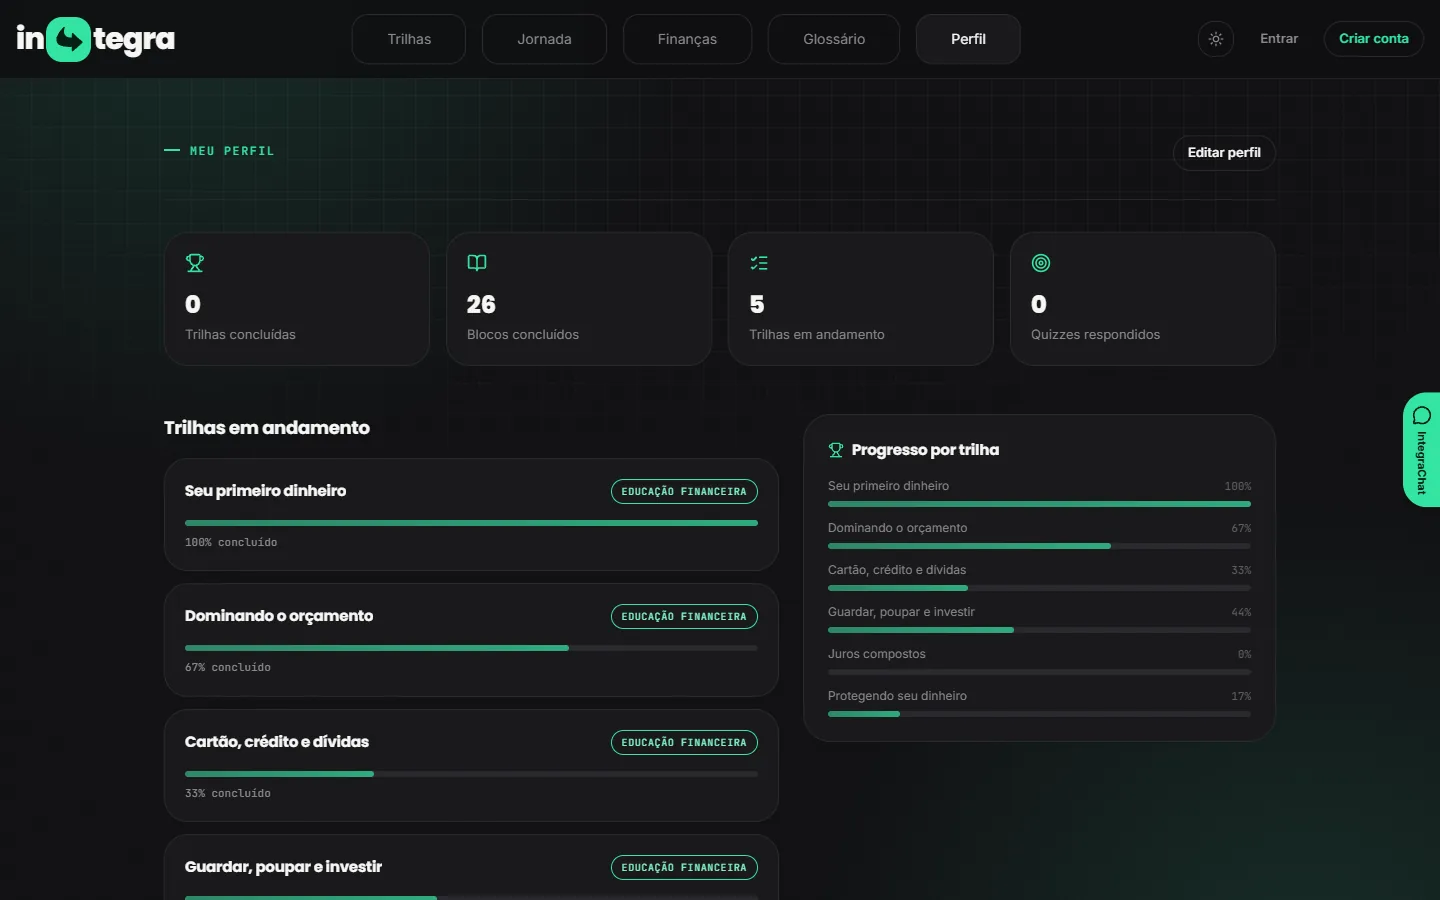 in tegra
Trilhas
Jornada
Finanças
Glossário
Perfil
Entrar
Criar conta
MEU PERFIL
Editar perfil
0
Trilhas concluídas
26
Blocos concluídos
5
Trilhas em andamento
0
Quizzes respondidos
Trilhas em andamento
Seu primeiro dinheiro
EDUCAÇÃO FINANCEIRA
100% concluído
Dominando o orçamento
EDUCAÇÃO FINANCEIRA
67% concluído
Cartão, crédito e dívidas
EDUCAÇÃO FINANCEIRA
33% concluído
Guardar, poupar e investir
EDUCAÇÃO FINANCEIRA
Progresso por trilha
Seu primeiro dinheiro 100%
Dominando o orçamento 67%
Cartão, crédito e dívidas 33%
Guardar, poupar e investir 44%
Juros compostos 0%
Protegendo seu dinheiro 17%
IntegraChat